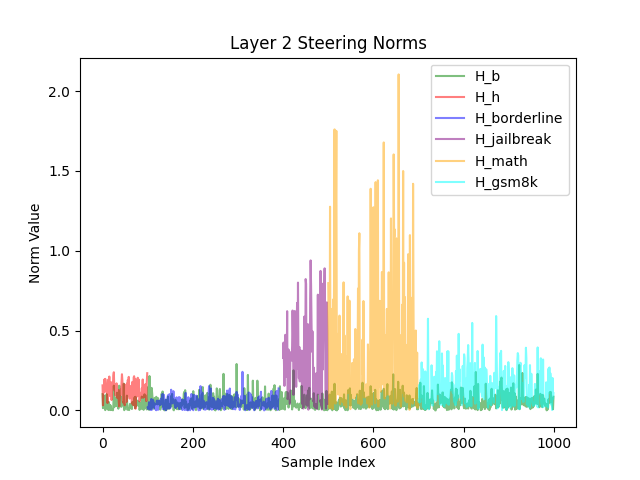 Layer 2 Steering Norms
Norm Value
2.0
1.5
1.0
0.5
0.0
H_b
H_h
H_borderline
H_jailbreak
H_math
H_gsm8k
0 200 400 600 800 1000
Sample Index